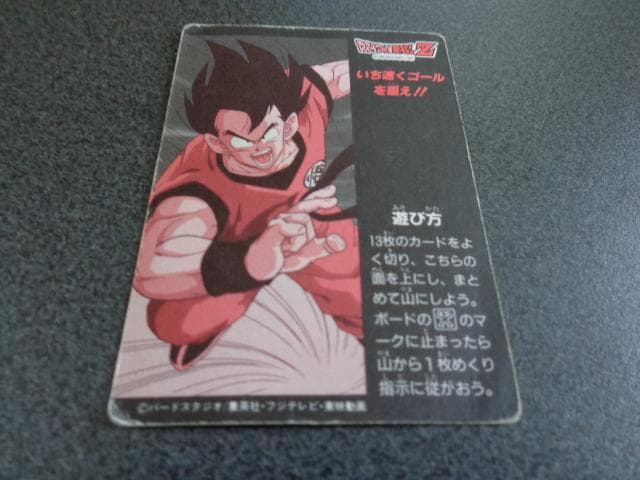 DRAGON BALL Z
いち速くゴール
を狙え!!
悟
遊び方
13枚のカードをよ
く切り、こちらの
面を上にし、まと
めて山にしよう。
ボードの のマ
ークに止まったら
山から1枚めくり
指示に従がおう。
©バードスタジオ 集英社・フジテレビ・東映動画